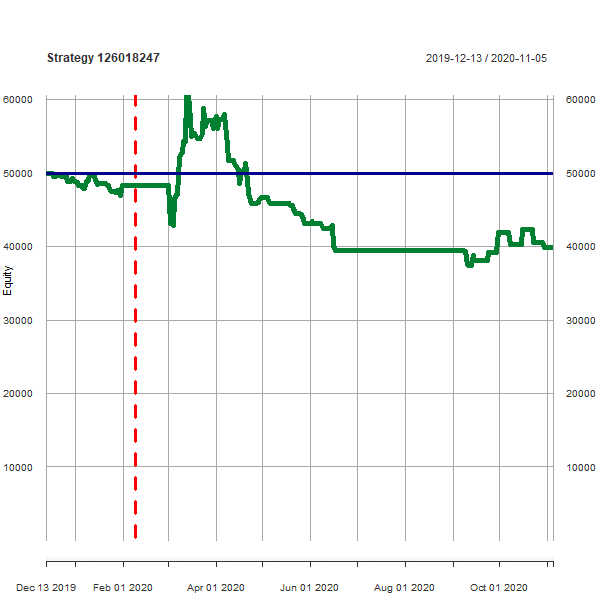 Strategy 126018247
2019-12-13 / 2020-11-05
60000
60000
50000
50000
40000
40000
Equity
30000
30000
20000
20000
10000
10000
Dec 13 2019
Feb 01 2020
Apr 01 2020
Jun 01 2020
Aug 01 2020
Oct 01 2020